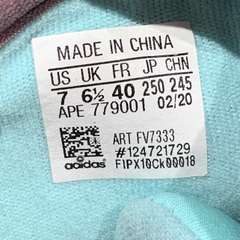 MADE IN CHINA
US UK FR JP CHN
7 6½ 40 250 245
APE 779001 02/20
ART FV7333
#124721729
adidas F1PX10Ck00018